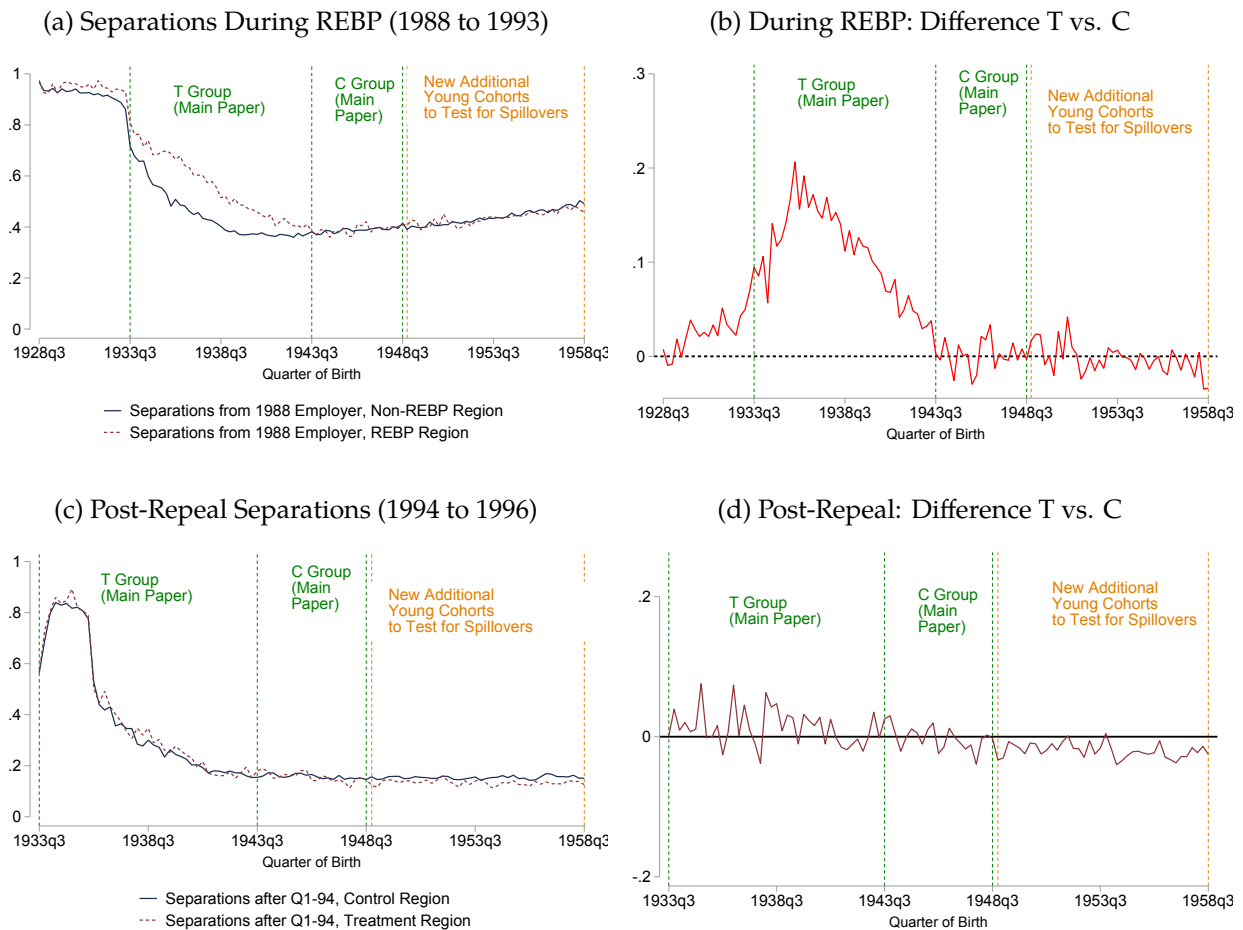 (a) Separations During REBP (1988 to 1993)
1
.8
.6
.4
.2
0
T Group
(Main Paper)
C Group
(Main
Paper)
New Additional
Young Cohorts
to Test for Spillovers
1928q3 1933q3 1938q3 1943q3 1948q3 1953q3 1958q3
Quarter of Birth
Separations from 1988 Employer, Non-REBP Region
Separations from 1988 Employer, REBP Region
(b) During REBP: Difference T vs. C
.3
.2
.1
0
T Group
(Main Paper)
C Group
(Main
Paper)
New Additional
Young Cohorts
to Test for Spillovers
1928q3 1933q3 1938q3 1943q3 1948q3 1953q3 1958q3
Quarter of Birth
(c) Post-Repeal Separations (1994 to 1996)
1
.8
.6
.4
.2
0
T Group
(Main Paper)
C Group
(Main
Paper)
New Additional
Young Cohorts
to Test for Spillovers
1933q3 1938q3 1943q3 1948q3 1953q3 1958q3
Quarter of Birth
Separations after Q1-94, Control Region
Separations after Q1-94, Treatment Region
(d) Post-Repeal: Difference T vs. C
.2
0
-.2
T Group
(Main Paper)
C Group
(Main
Paper)
New Additional
Young Cohorts
to Test for Spillovers
1933q3 1938q3 1943q3 1948q3 1953q3 1958q3
Quarter of Birth